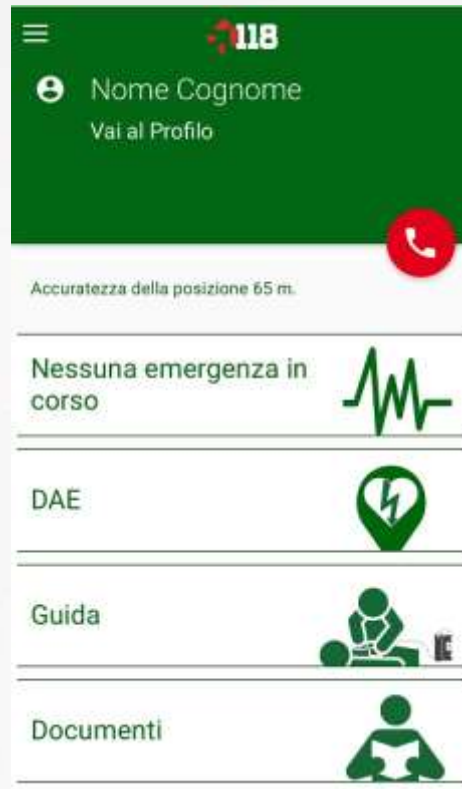 118
Nome Cognome
Vai al Profilo
Accuratezza della posizione 65 m.
Nessuna emergenza in
corso
DAE
Guida
Documenti